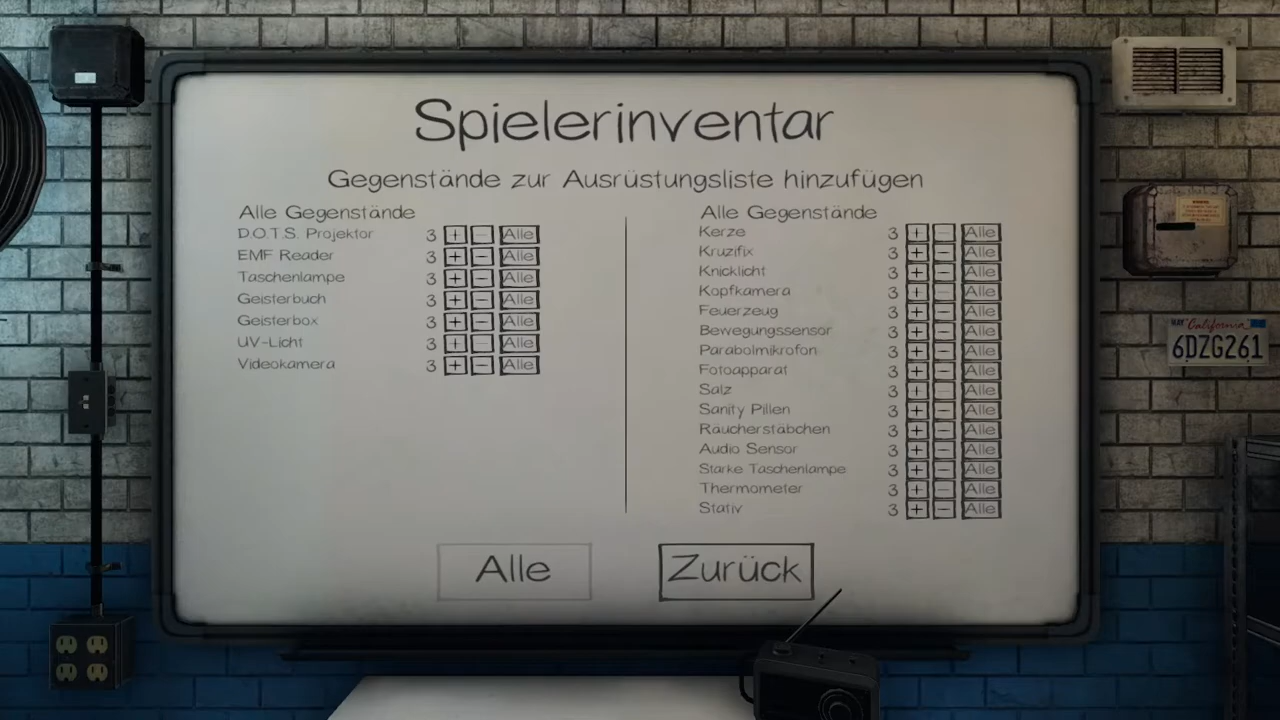 Spielerinventar
Gegenstände zur Ausrüstungsliste hinzufügen
Alle Gegenstände
D.O.T.S. Projektor 3 + - Alle
EMF Reader 3 + - Alle
Taschenlampe 3 + - Alle
Geisterbuch 3 + - Alle
Geisterbox 3 + - Alle
UV-Licht 3 + - Alle
Videokamera 3 + - Alle
Alle Gegenstände
Kerze 3 + - Alle
Kruzifix 3 + - Alle
Knicklicht 3 + - Alle
Kopfkamera 3 + - Alle
Feuerzeug 3 + - Alle
Bewegungssensor 3 + - Alle
Parabolmikrofon 3 + - Alle
Fotoapparat 3 + - Alle
Salz 3 + - Alle
Sanity Pillen 3 + - Alle
Räucherstäbchen 3 + - Alle
Audio Sensor 3 + - Alle
Starke Taschenlampe 3 + - Alle
Thermometer 3 + - Alle
Stativ 3 + - Alle
Alle
Zurück
MAY California
6DZG261